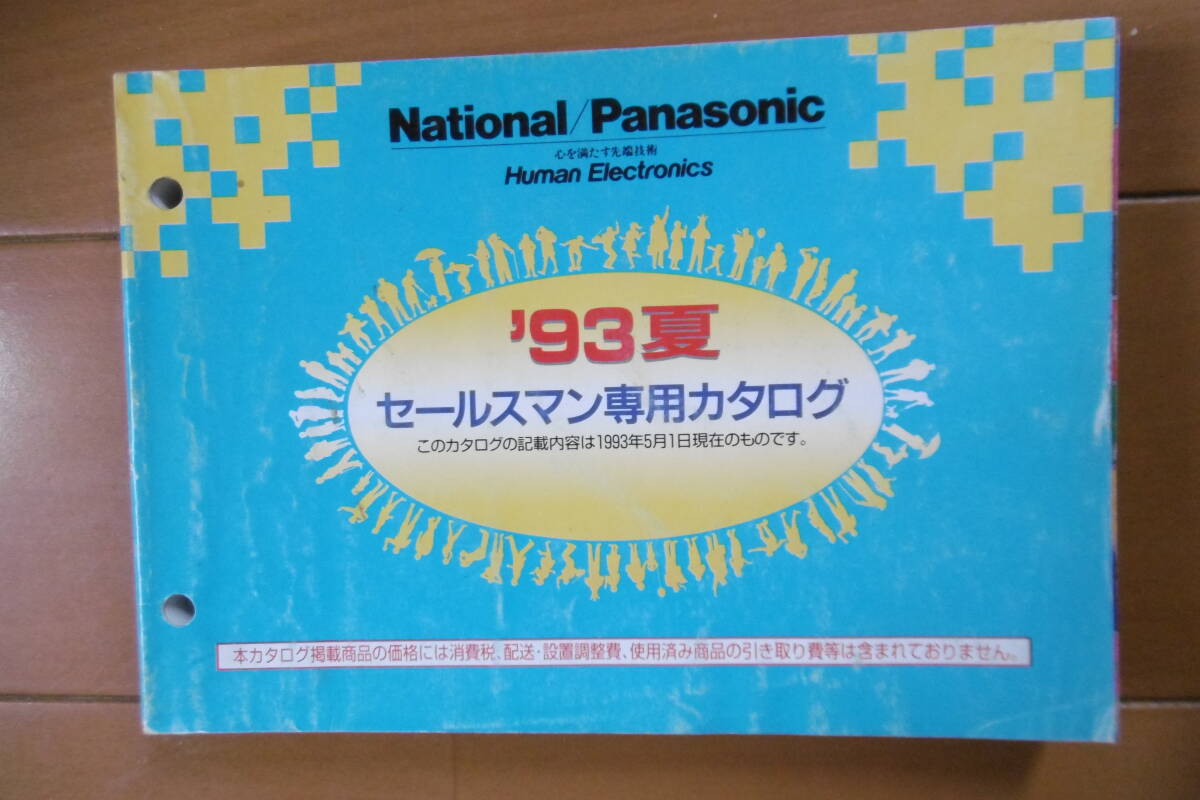 National/Panasonic
心を満たす先端技術
Human Electronics
'93夏
セールスマン専用カタログ
このカタログの記載内容は1993年5月1日現在のものです。
本カタログ掲載商品の価格には消費税、配送・設置調整費、使用済み商品の引き取り費等は含まれておりません。